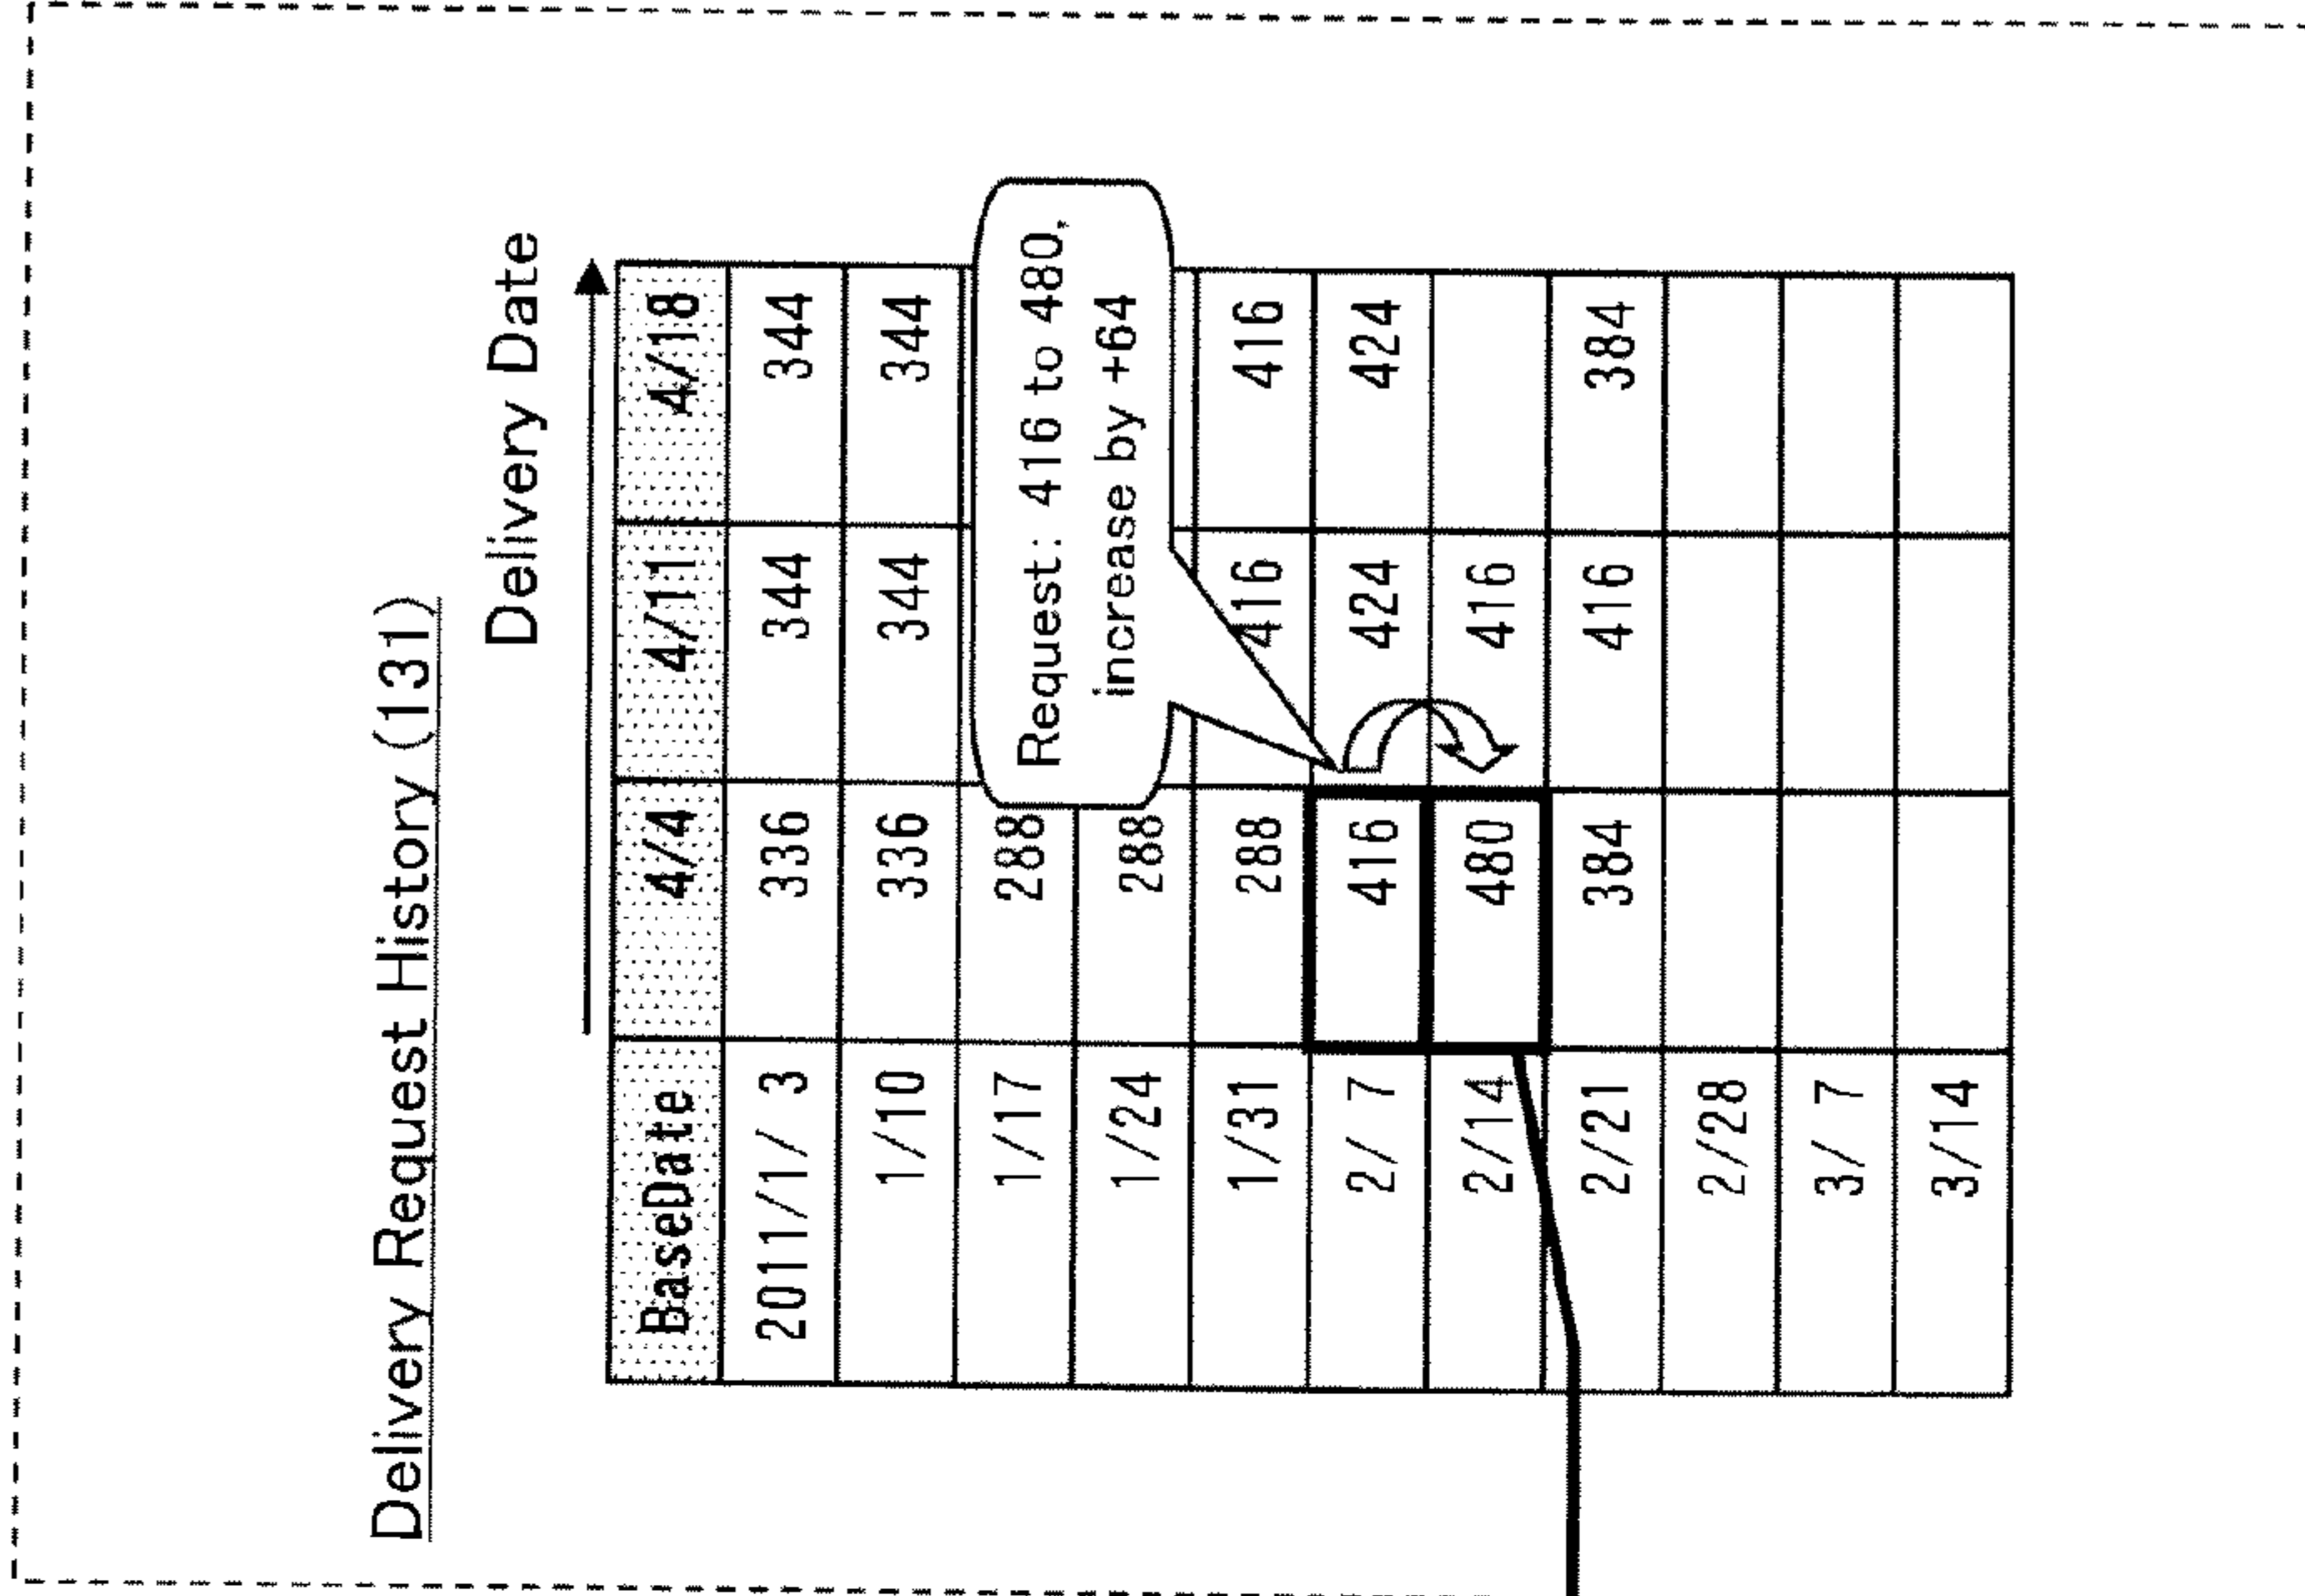 Delivery Request History (131)
Delivery Date
BaseDate 4/4 4/11 4/18
2011/1/ 3 336 344 344
1/10 336 344 344
1/17 288
1/24 288
1/31 288 416 416
2/ 7 416 424 424
2/14 480 416
2/21 384 416 384
2/28
3/ 7
3/14
Request: 416 to 480,
increase by +64